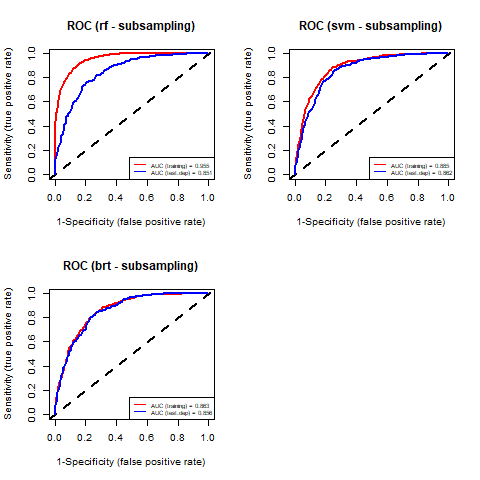 ROC (rf - subsampling)
Sensitivity (true positive rate)
1.0
0.8
0.6
0.4
0.2
0.0
AUC (training) = 0.955
AUC (test.dep) = 0.851
0.0 0.2 0.4 0.6 0.8 1.0
1-Specificity (false positive rate)
ROC (svm - subsampling)
Sensitivity (true positive rate)
1.0
0.8
0.6
0.4
0.2
0.0
AUC (training) = 0.885
AUC (test.dep) = 0.862
0.0 0.2 0.4 0.6 0.8 1.0
1-Specificity (false positive rate)
ROC (brt - subsampling)
Sensitivity (true positive rate)
1.0
0.8
0.6
0.4
0.2
0.0
AUC (training) = 0.863
AUC (test.dep) = 0.856
0.0 0.2 0.4 0.6 0.8 1.0
1-Specificity (false positive rate)